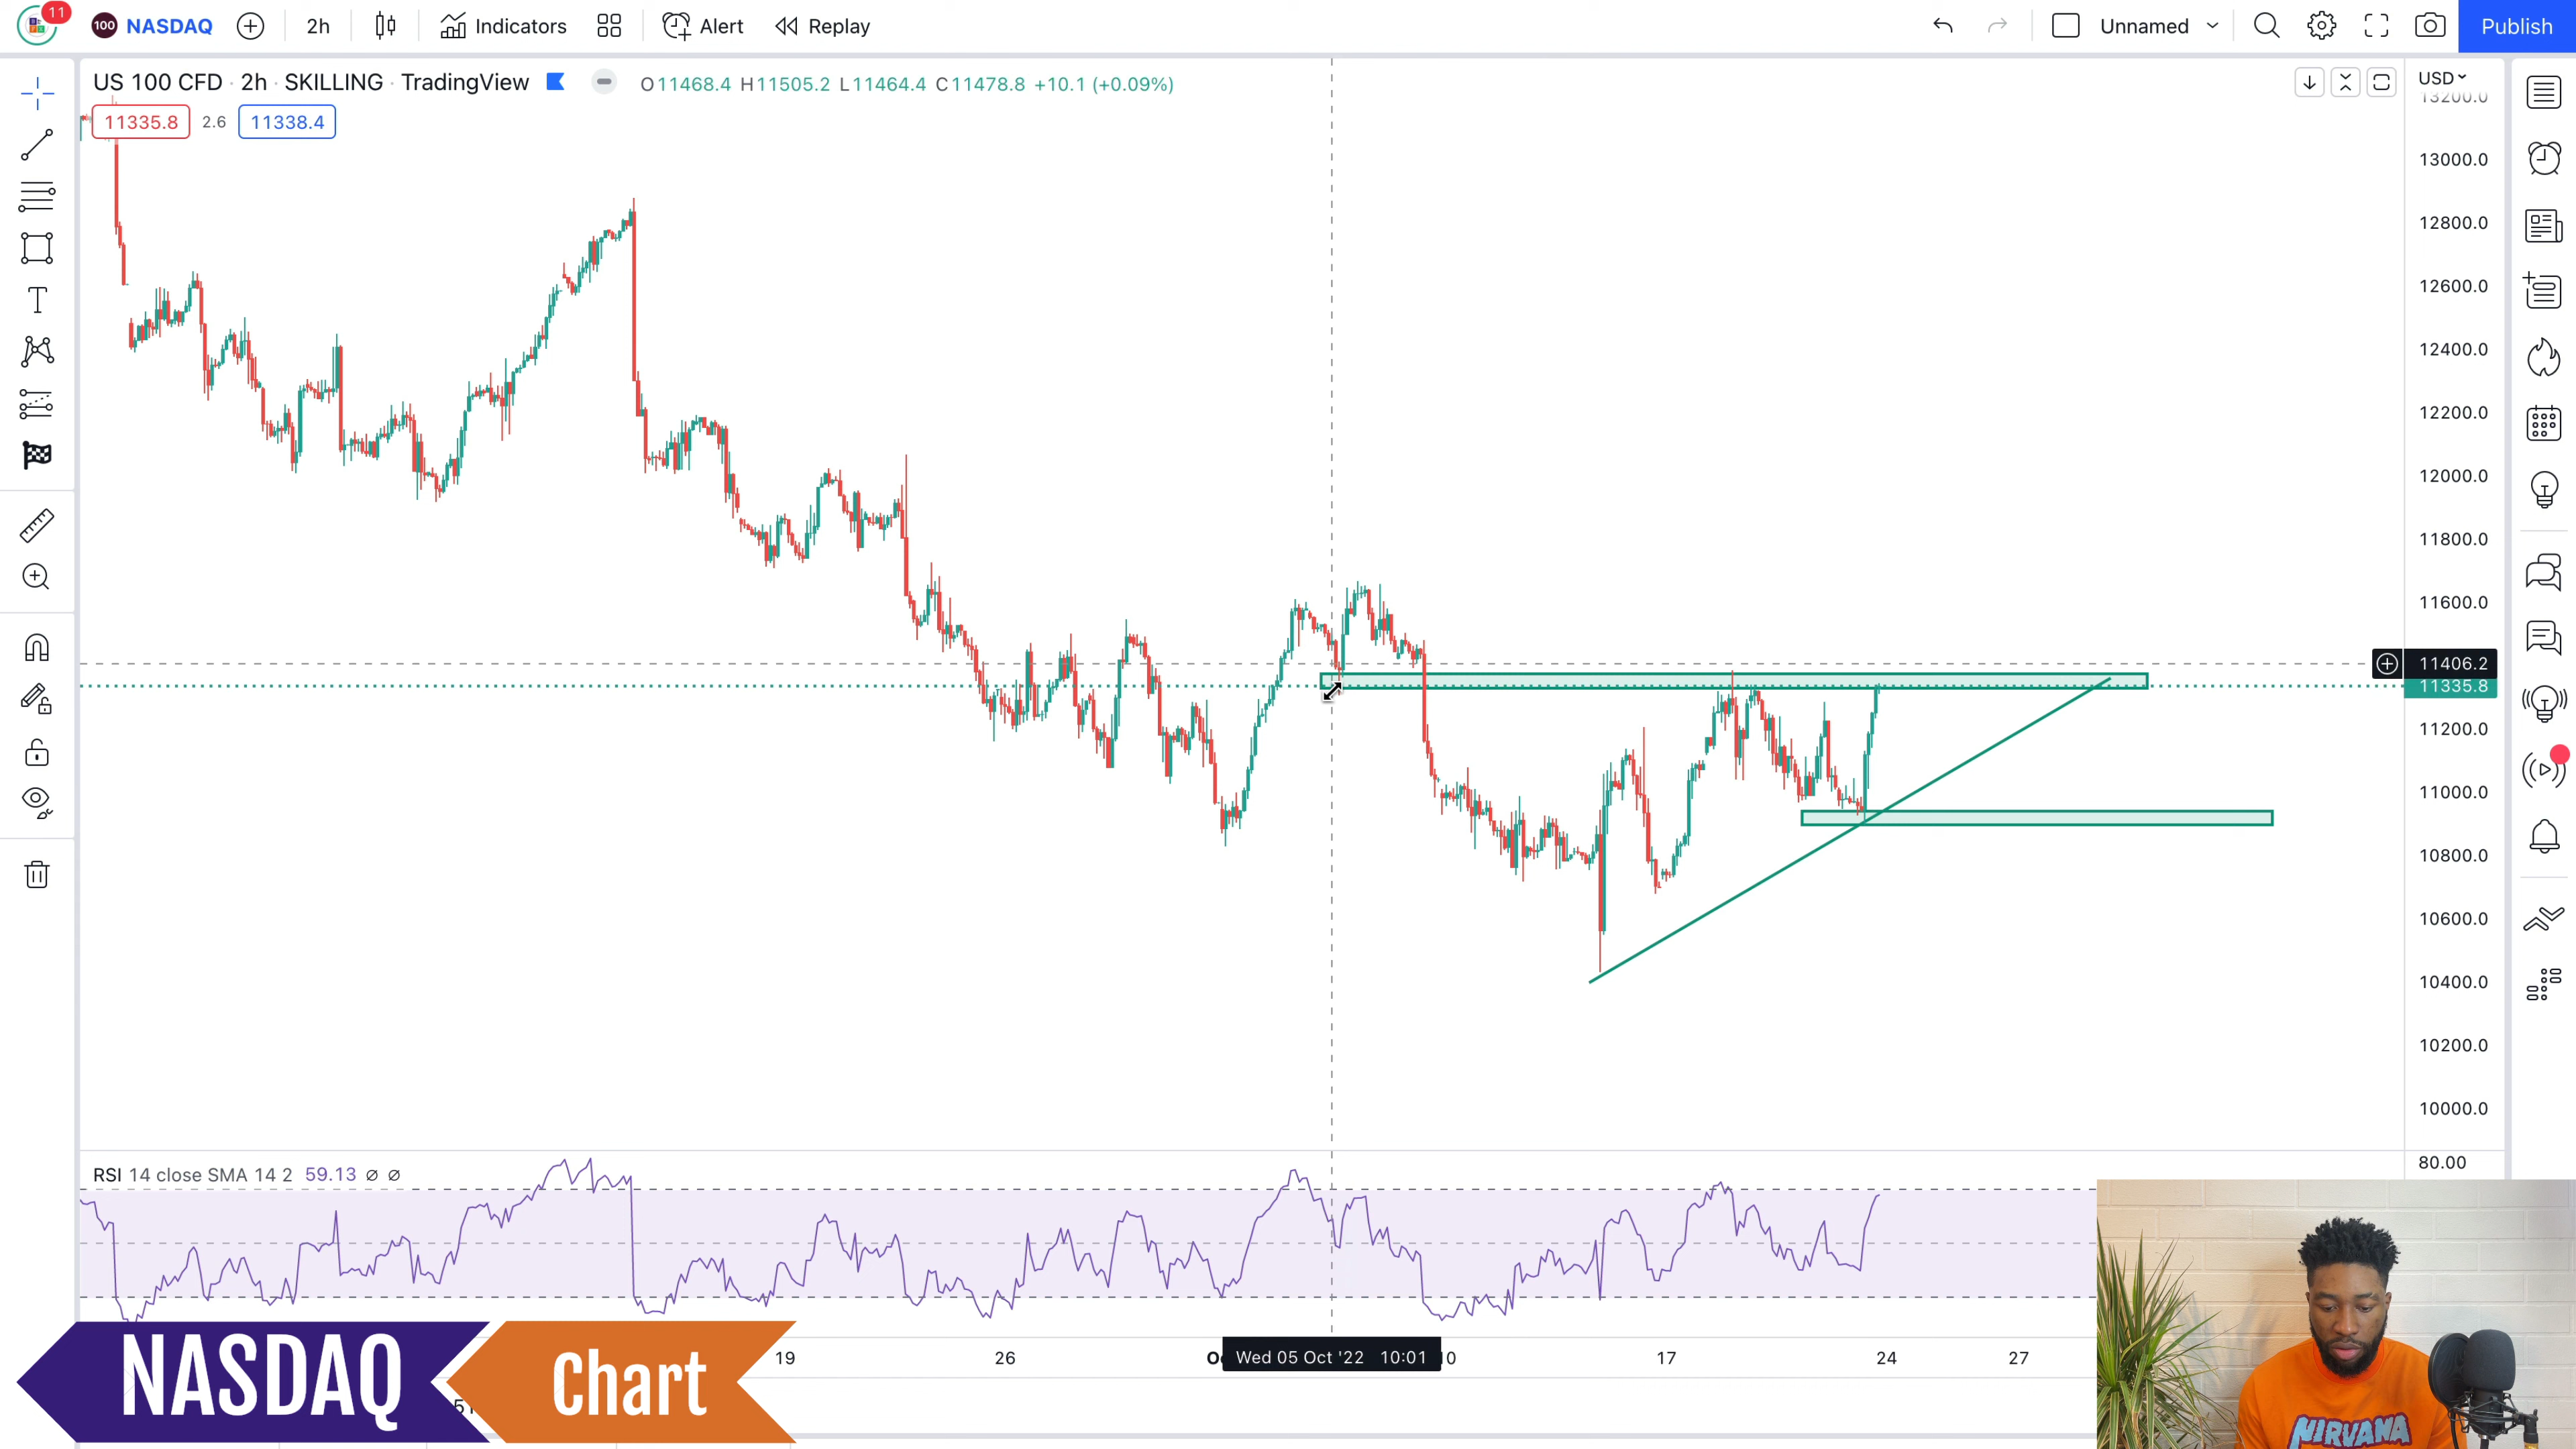 11
100 NASDAQ 2h Indicators Alert Replay Unnamed Publish
US 100 CFD · 2h · SKILLING · TradingView O11468.4 H11505.2 L11464.4 C11478.8 +10.1 (+0.09%)
USD
13200.0
11335.8 2.6 11338.4
13000.0
12800.0
12600.0
12400.0
12200.0
12000.0
11800.0
11600.0
11406.2
11335.8
11200.0
11000.0
10800.0
10600.0
10400.0
10200.0
10000.0
80.00
RSI 14 close SMA 14 2 59.13 ∅ ∅
19 26 Wed 05 Oct '22 10:01 17 24 27
NASDAQ Chart
NIRVANA